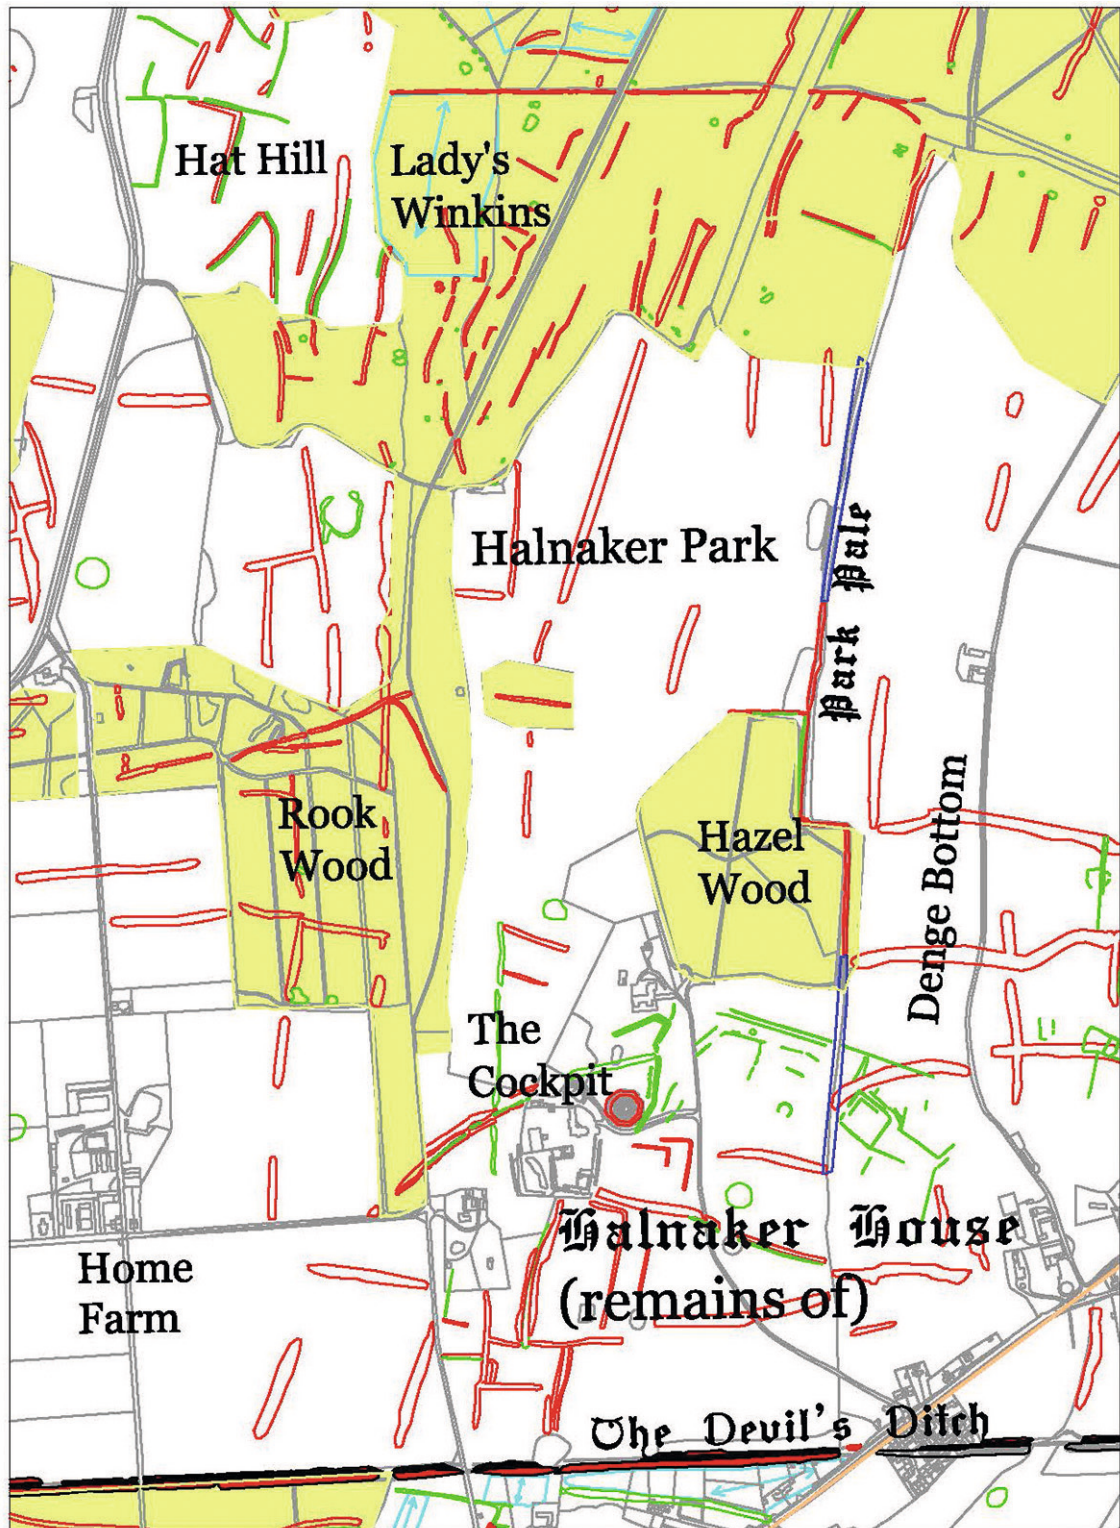 Hat Hill
Lady's
Winkins
Halnaker Park
Park Pale
Rook
Wood
Hazel
Wood
Denge Bottom
The
Cockpit
Halnaker House
(remains of)
Home
Farm
The Devil's Ditch